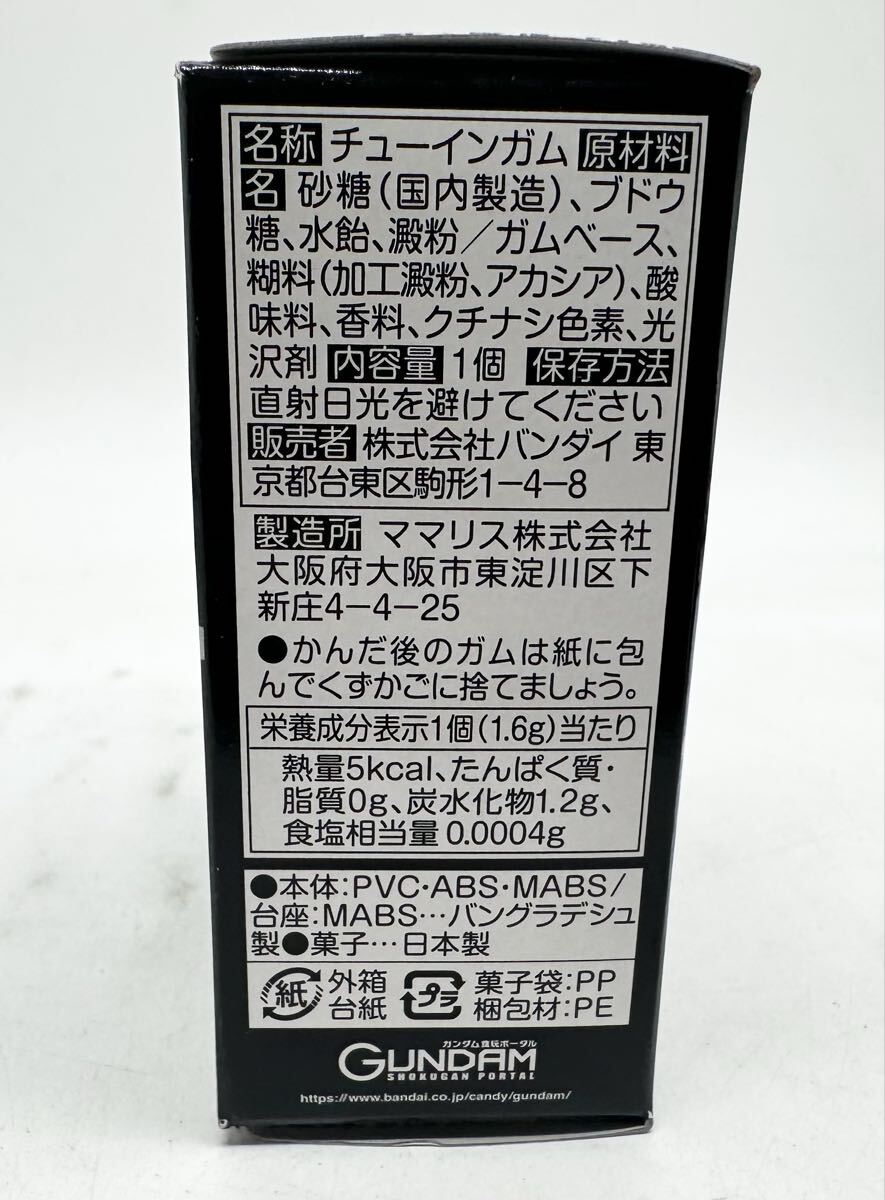 名称 チューインガム 原材料
名 砂糖(国内製造)、ブドウ
糖、水飴、澱粉/ガムベース、
糊料(加工澱粉、アカシア)、酸
味料、香料、クチナシ色素、光
沢剤 内容量 1個 保存方法
直射日光を避けてください
販売者 株式会社バンダイ 東
京都台東区駒形1-4-8
製造所 ママリス株式会社
大阪府大阪市東淀川区下
新庄4-4-25
●かんだ後のガムは紙に包
んでくずかごに捨てましょう。
栄養成分表示1個(1.6g)当たり
熱量5kcal、たんぱく質・
脂質0g、炭水化物1.2g、
食塩相当量 0.0004g
●本体:PVC・ABS・MABS/
台座:MABS…バングラデシュ
製●菓子…日本製
紙 外箱 プラ 菓子袋:PP
台紙 梱包材:PE
ガンダム食玩ポータル
GUNDAM
SHOKUGAN PORTAL
https://www.bandai.co.jp/candy/gundam/